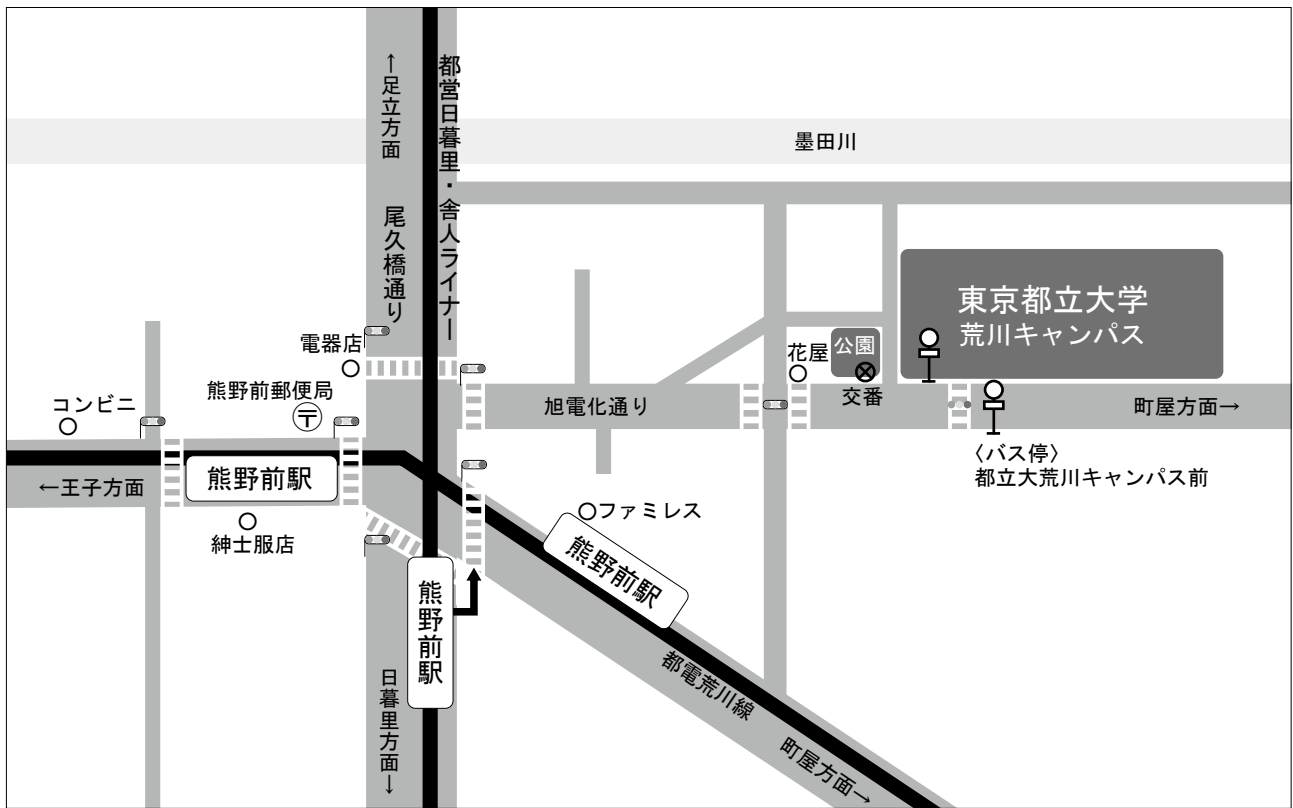 ←足立方面
都営日暮里・舎人ライナー
墨田川
尾久橋通り
東京都立大学
荒川キャンパス
電器店
花屋
公園
熊野前郵便局
〒
コンビニ
旭電化通り
交番
町屋方面→
〈バス停〉
都立大荒川キャンパス前
熊野前駅
←王子方面
ファミレス
紳士服店
熊野前駅
熊野前駅
都電荒川線
日暮里方面→
町屋方面→